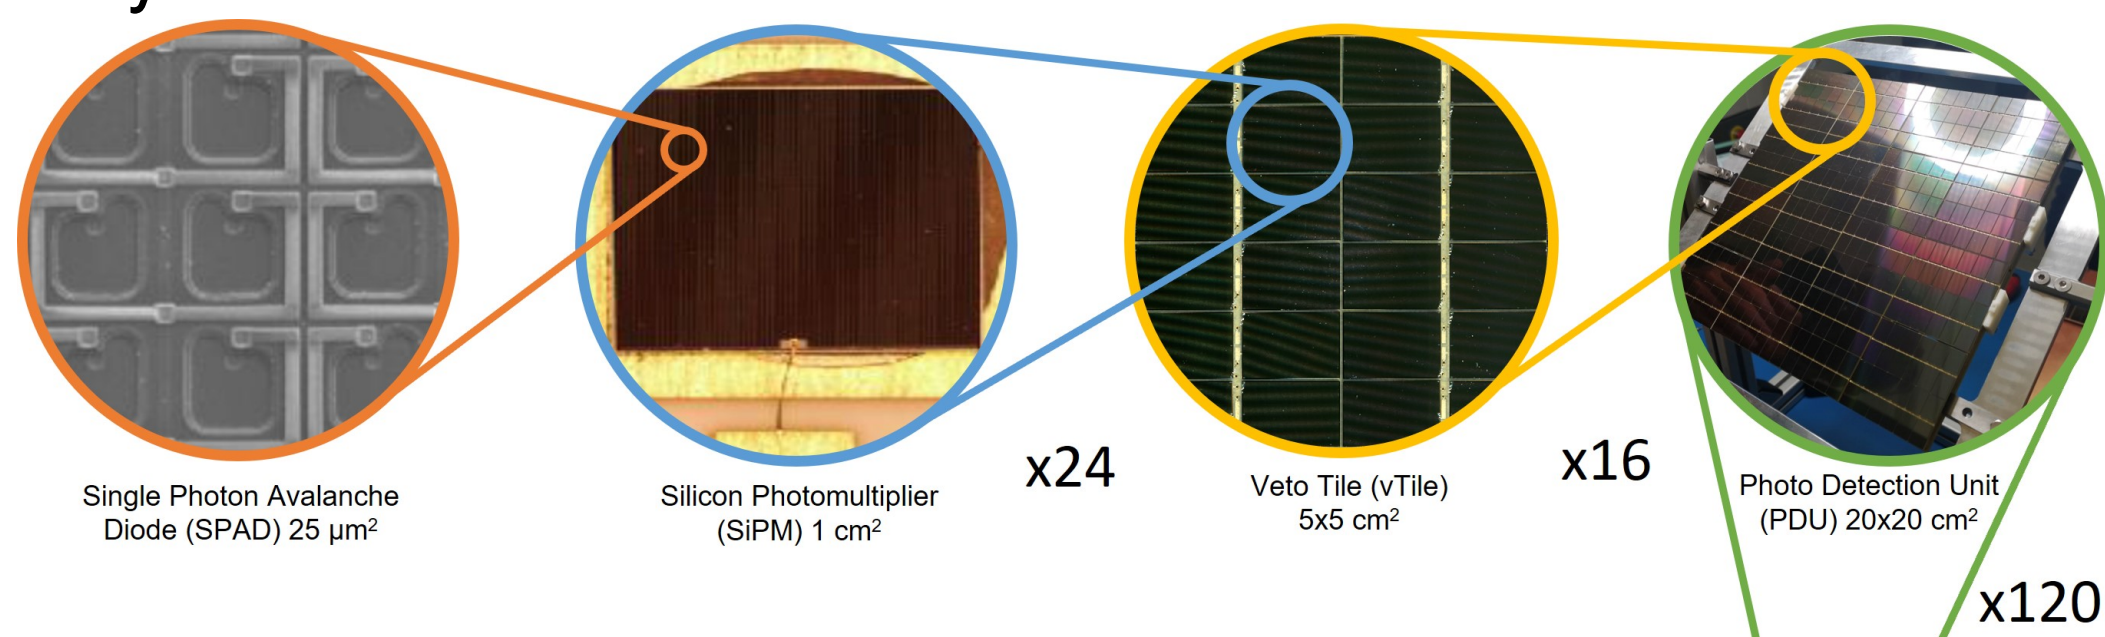 Single Photon Avalanche
Diode (SPAD) 25 µm²
Silicon Photomultiplier
(SiPM) 1 cm²
x24
Veto Tile (vTile)
5x5 cm²
x16
Photo Detection Unit
(PDU) 20x20 cm²
x120